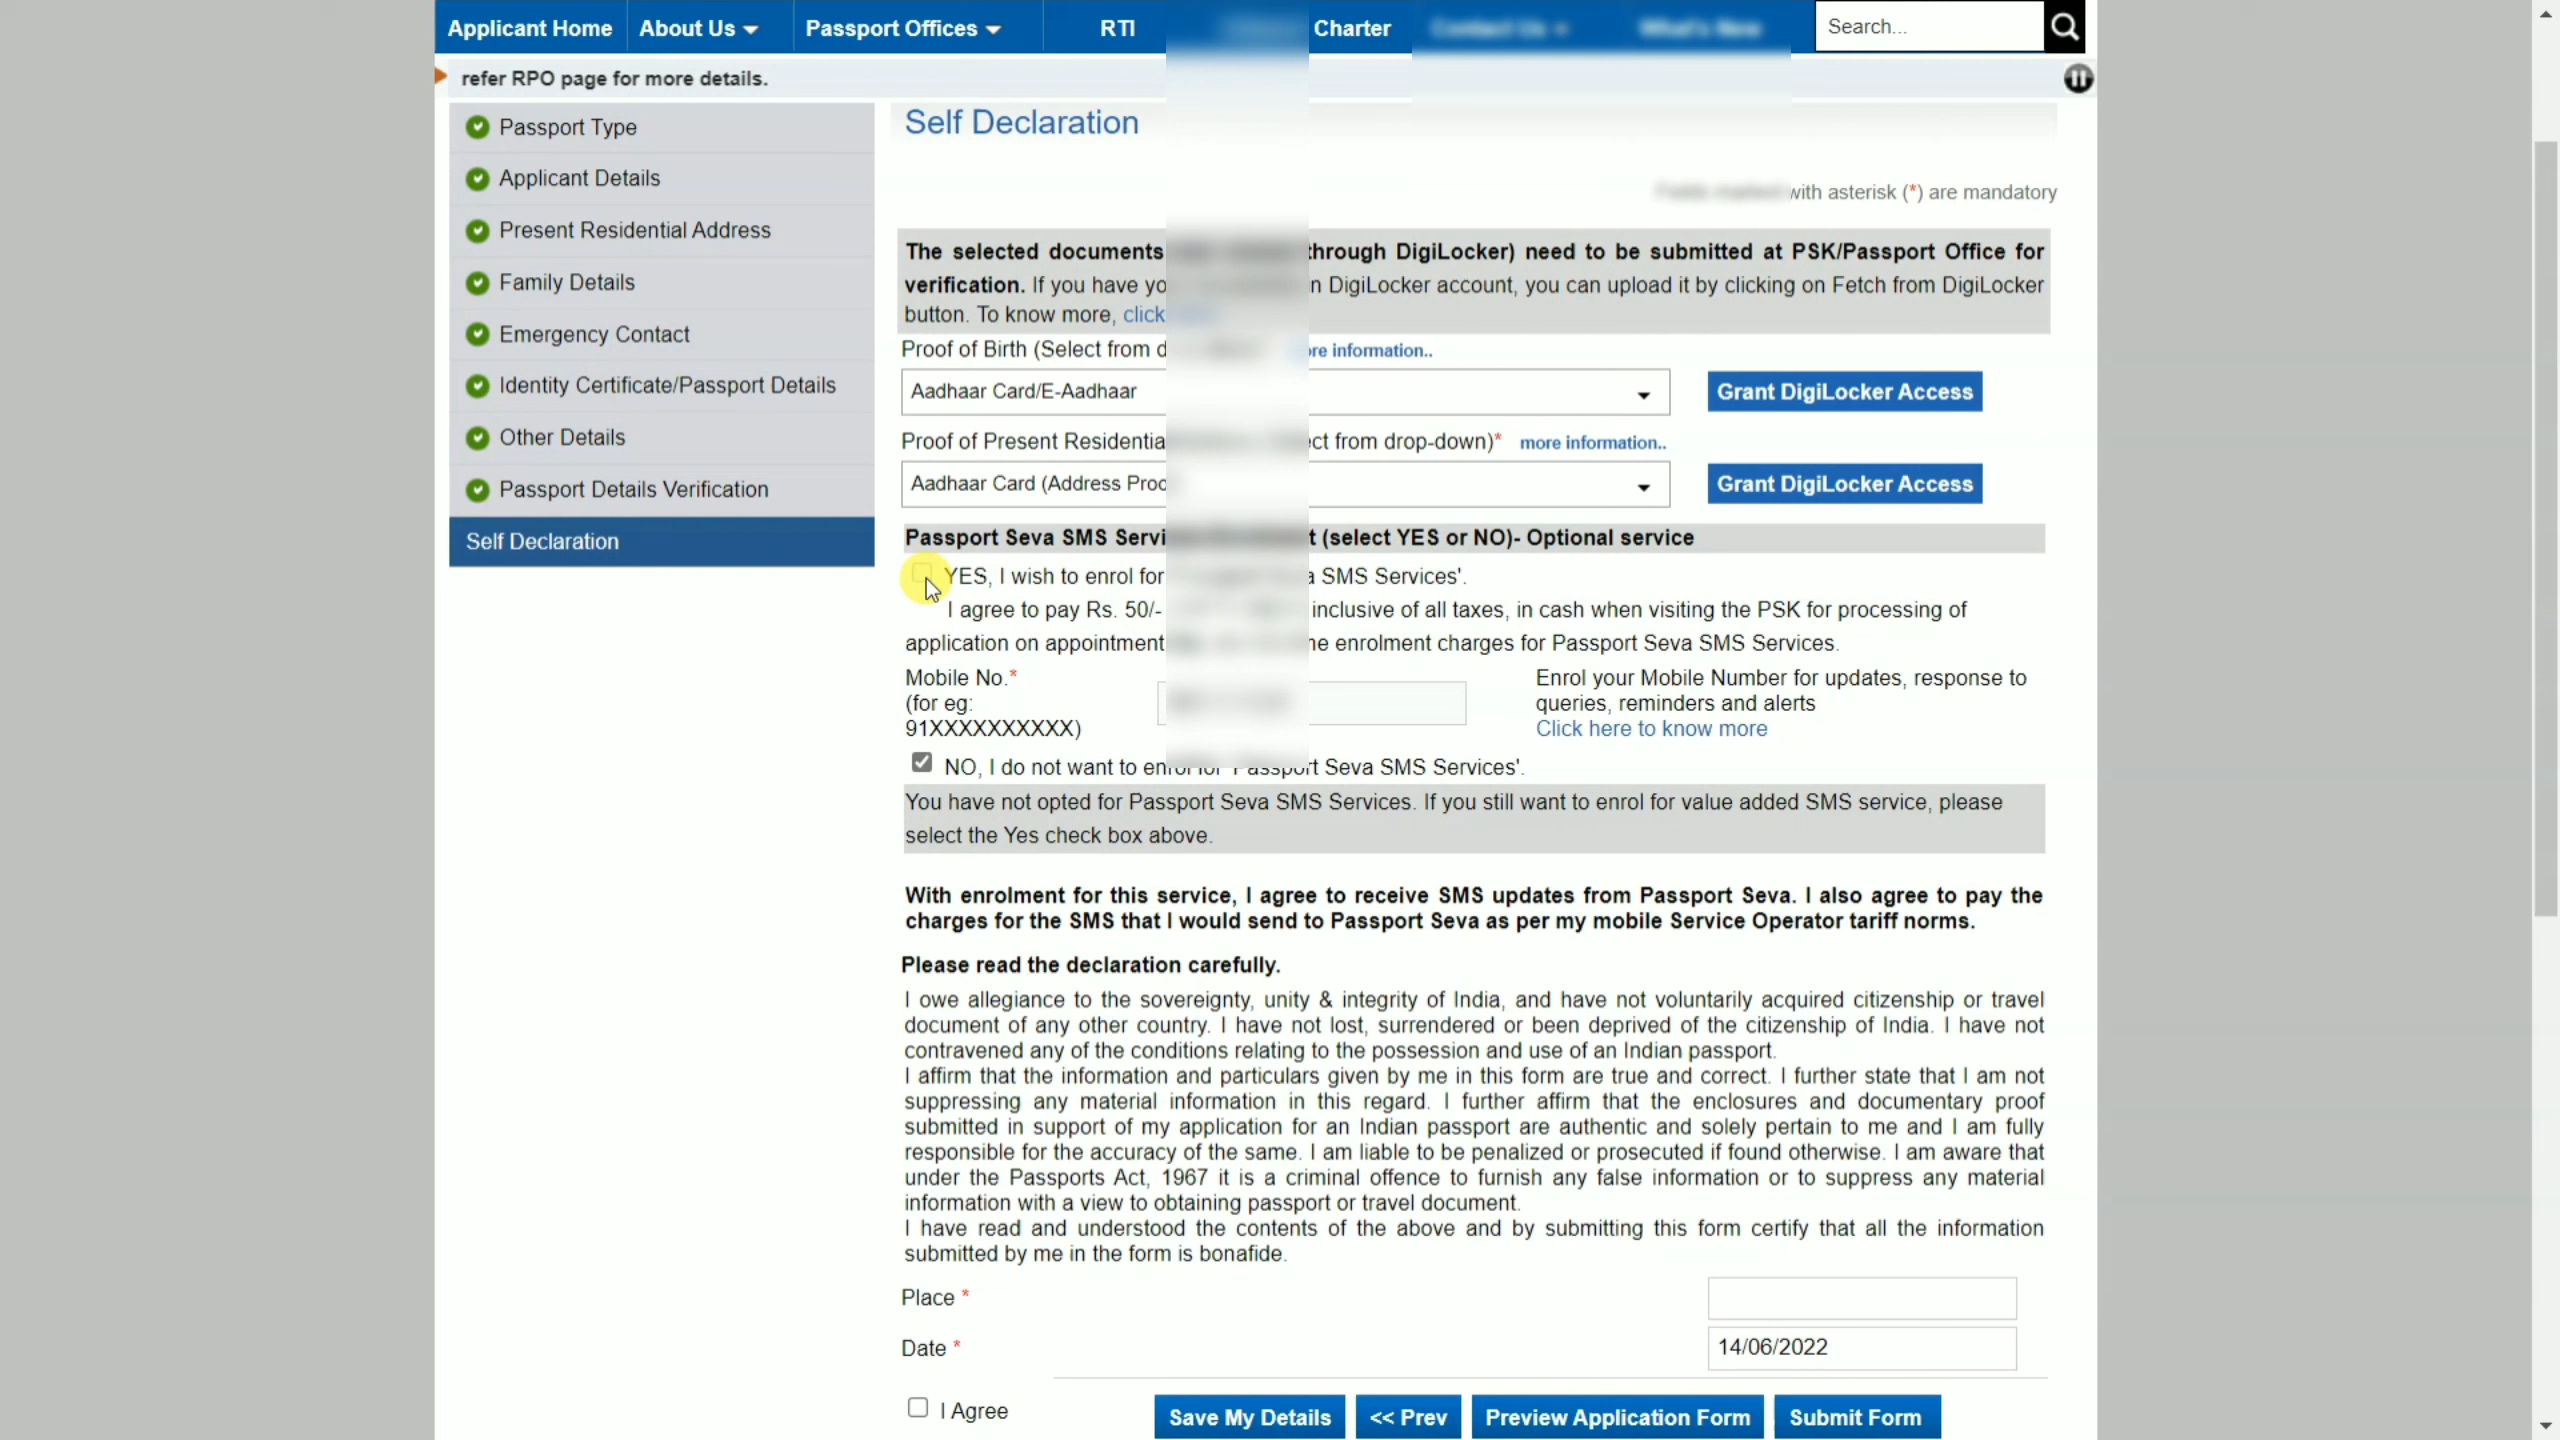 Applicant Home About Us Passport Offices RTI Charter Search...
refer RPO page for more details.
Passport Type
Applicant Details
Present Residential Address
Family Details
Emergency Contact
Identity Certificate/Passport Details
Other Details
Passport Details Verification
Self Declaration
Self Declaration
with asterisk (*) are mandatory
The selected documents through DigiLocker) need to be submitted at PSK/Passport Office for
verification. If you have DigiLocker account, you can upload it by clicking on Fetch from DigiLocker
button. To know more, click
Proof of Birth (Select from information..
Aadhaar Card/E-Aadhaar Grant DigiLocker Access
Proof of Present from drop-down)* more information..
Aadhaar Card (Address Grant DigiLocker Access
Passport Seva SMS (select YES or NO)- Optional service
YES, I wish to enrol for SMS Services'.
I agree to pay Rs. 50/- inclusive of all taxes, in cash when visiting the PSK for processing of
application on appointment enrolment charges for Passport Seva SMS Services.
Mobile No.*
(for eg:
91XXXXXXXXXX)
Enrol your Mobile Number for updates, response to
queries, reminders and alerts
Click here to know more
NO, I do not want to enrol for 'Passport Seva SMS Services'.
You have not opted for Passport Seva SMS Services. If you still want to enrol for value added SMS service, please
select the Yes check box above.
With enrolment for this service, I agree to receive SMS updates from Passport Seva. I also agree to pay the
charges for the SMS that I would send to Passport Seva as per my mobile Service Operator tariff norms.
Please read the declaration carefully.
I owe allegiance to the sovereignty, unity & integrity of India, and have not voluntarily acquired citizenship or travel
document of any other country. I have not lost, surrendered or been deprived of the citizenship of India. I have not
contravened any of the conditions relating to the possession and use of an Indian passport.
I affirm that the information and particulars given by me in this form are true and correct. I further state that I am not
suppressing any material information in this regard. I further affirm that the enclosures and documentary proof
submitted in support of my application for an Indian passport are authentic and solely pertain to me and I am fully
responsible for the accuracy of the same. I am liable to be penalized or prosecuted if found otherwise. I am aware that
under the Passports Act, 1967 it is a criminal offence to furnish any false information or to suppress any material
information with a view to obtaining passport or travel document.
I have read and understood the contents of the above and by submitting this form certify that all the information
submitted by me in the form is bonafide.
Place *
Date * 14/06/2022
I Agree Save My Details << Prev Preview Application Form Submit Form